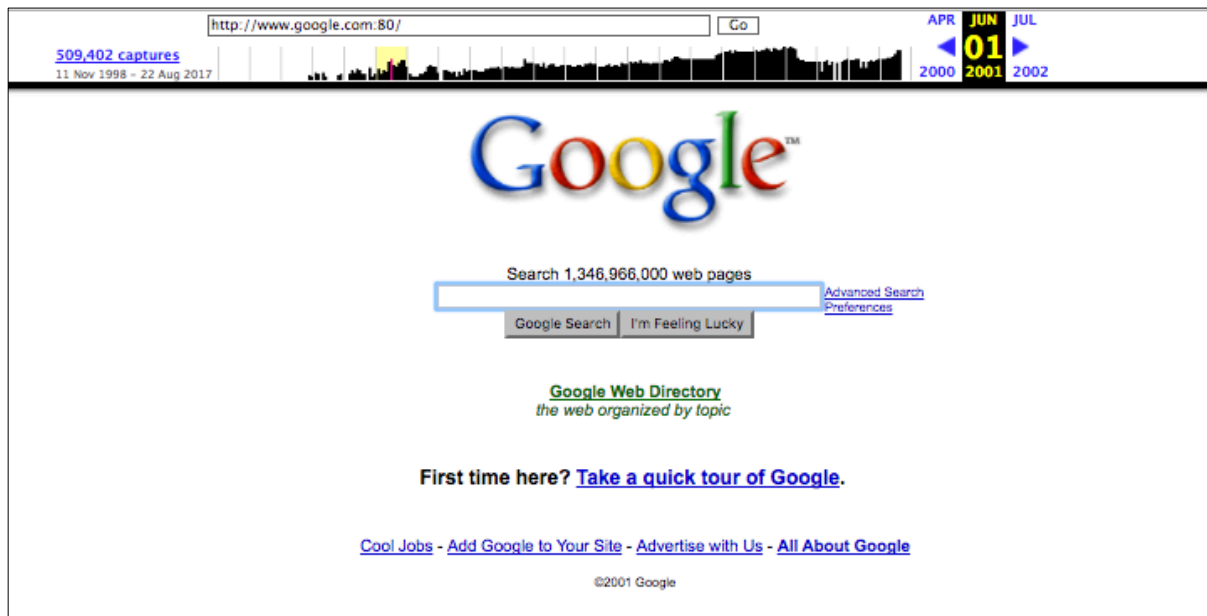 http://www.google.com:80/ Go APR JUN JUL
509,402 captures 01
11 Nov 1998 - 22 Aug 2017 2000 2001 2002
Google™
Search 1,346,966,000 web pages
Advanced Search
Preferences
Google Search I'm Feeling Lucky
Google Web Directory
the web organized by topic
First time here? Take a quick tour of Google.
Cool Jobs - Add Google to Your Site - Advertise with Us - All About Google
©2001 Google